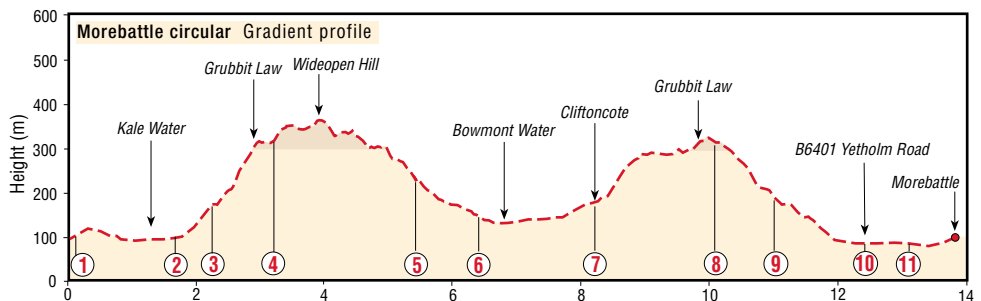 Morebattle circular Gradient profile
Height (m)
600
500
400
300
200
100
0
Kale Water
Grubbit Law
Wideopen Hill
Bowmont Water
Cliftoncote
Grubbit Law
B6401 Yetholm Road
Morebattle
1
2
3
4
5
6
7
8
9
10
11
0
2
4
6
8
10
12
14